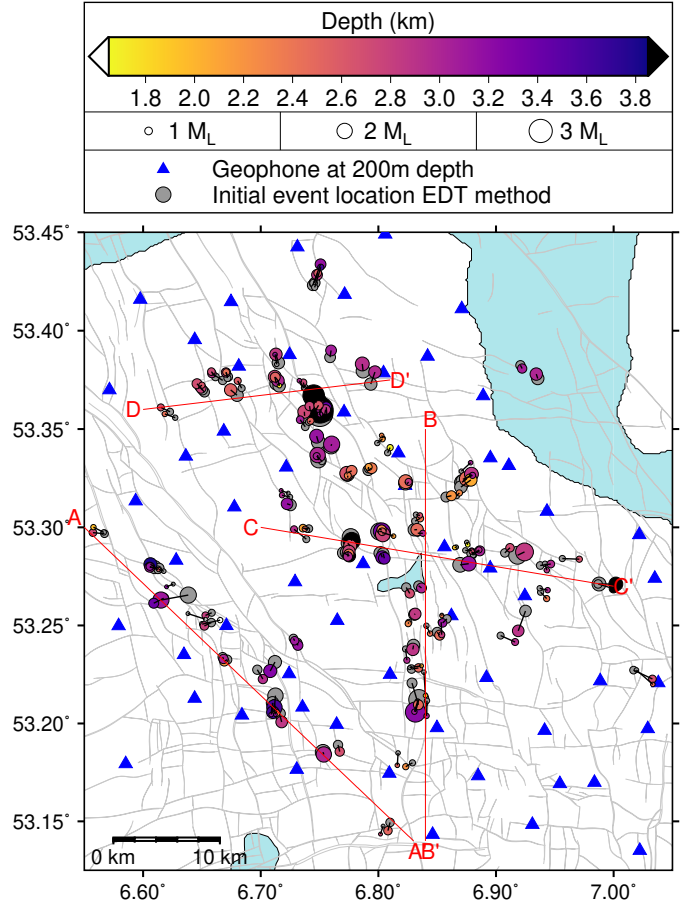 Depth (km)
1.8 2.0 2.2 2.4 2.6 2.8 3.0 3.2 3.4 3.6 3.8
1 M_L 2 M_L 3 M_L
Geophone at 200m depth
Initial event location EDT method
53.45°
53.40°
D'
D
B
53.35°
A
C
53.30°
C'
53.25°
53.20°
53.15°
0 km 10 km
AB'
6.60 6.70 6.80 6.90 7.00